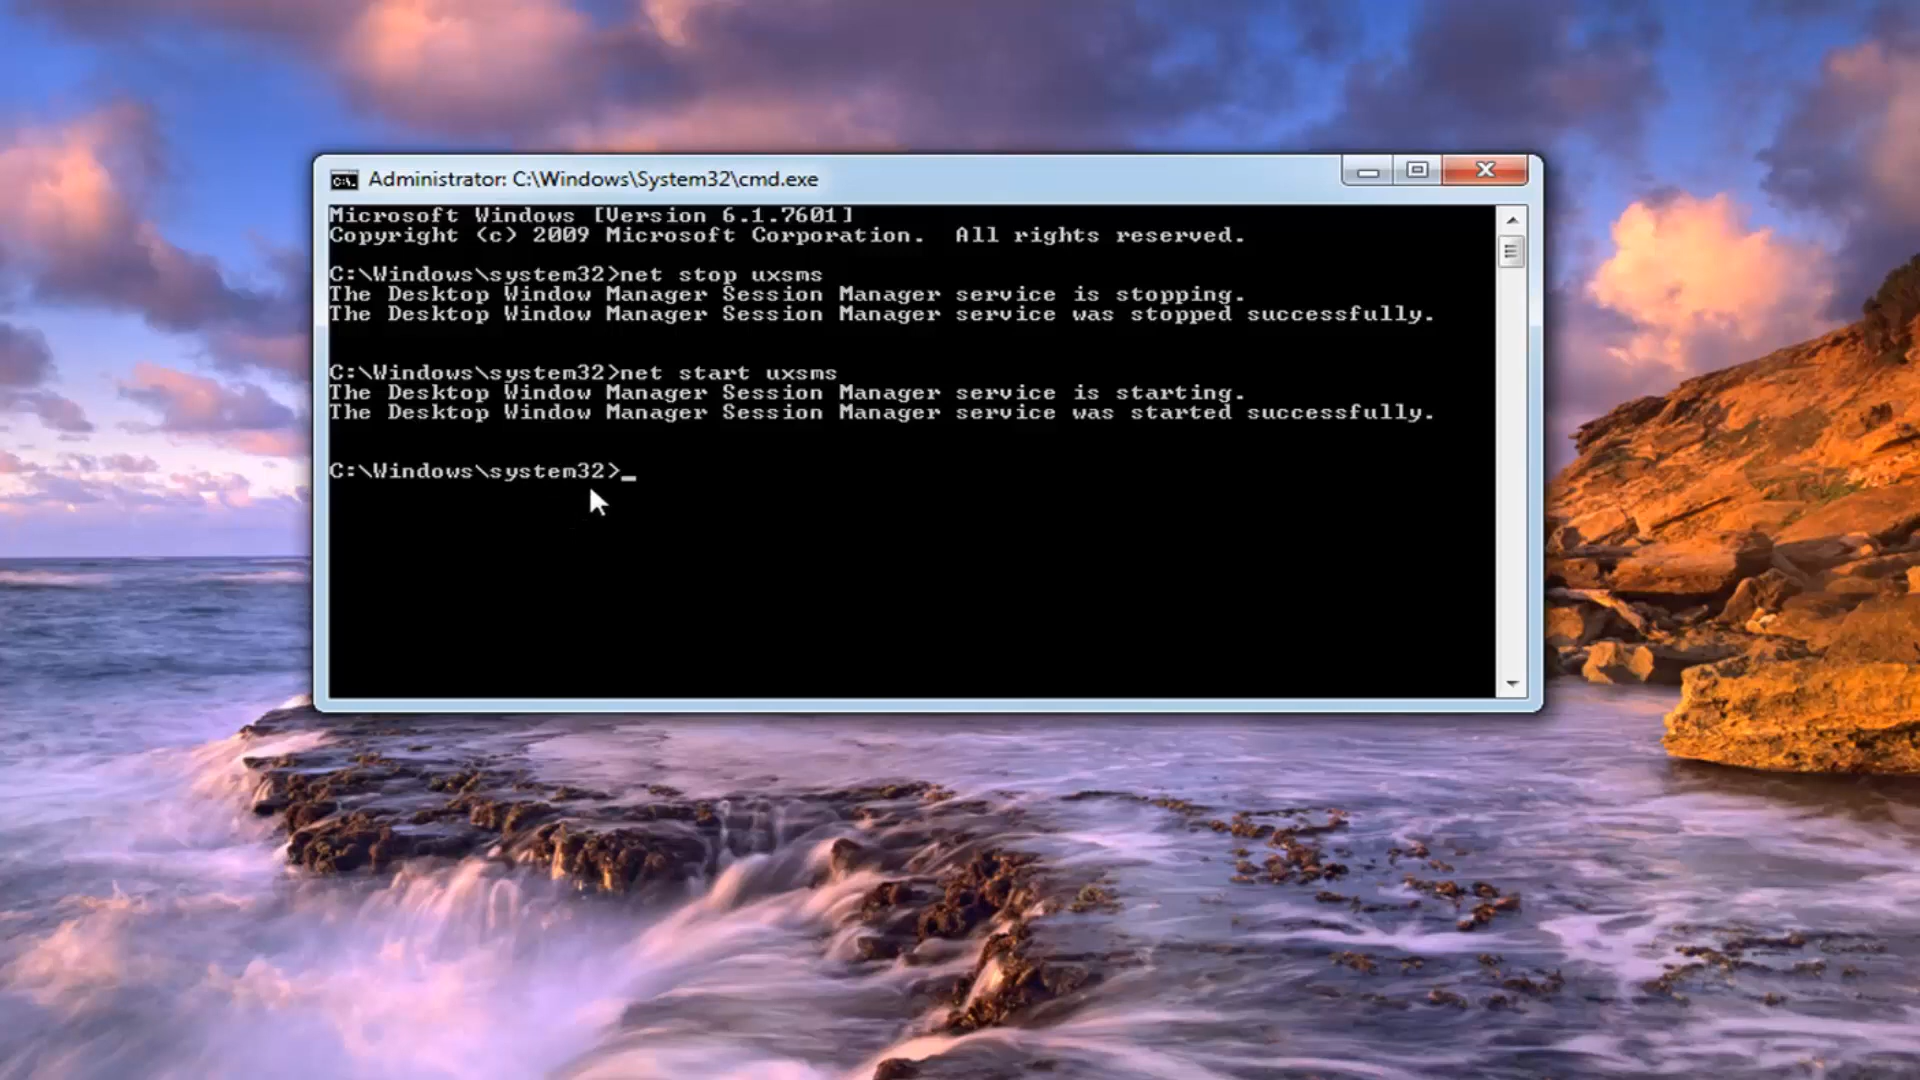 Administrator: C:\Windows\System32\cmd.exe
Microsoft Windows [Version 6.1.7601]
Copyright (c) 2009 Microsoft Corporation.  All rights reserved.
C:\Windows\system32>net stop uxsms
The Desktop Window Manager Session Manager service is stopping.
The Desktop Window Manager Session Manager service was stopped successfully.
C:\Windows\system32>net start uxsms
The Desktop Window Manager Session Manager service is starting.
The Desktop Window Manager Session Manager service was started successfully.
C:\Windows\system32>_